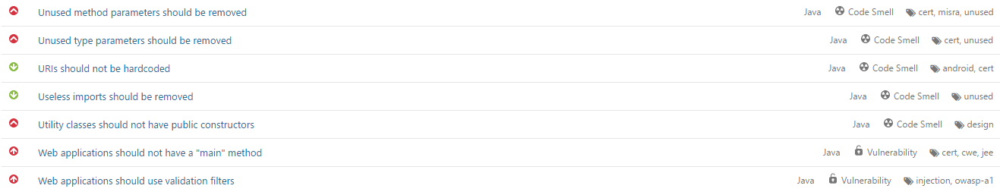 Unused method parameters should be removed Java Code Smell cert, misra, unused
Unused type parameters should be removed Java Code Smell cert, unused
URIs should not be hardcoded Java Code Smell android, cert
Useless imports should be removed Java Code Smell unused
Utility classes should not have public constructors Java Code Smell design
Web applications should not have a "main" method Java Vulnerability cert, cwe, jee
Web applications should use validation filters Java Vulnerability injection, owasp-a1